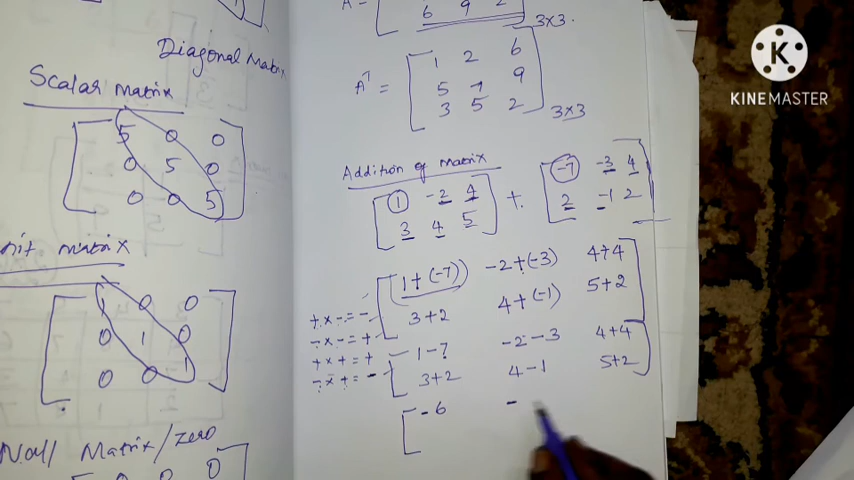 Diagonal Matrix
Scalar matrix
5 0 0
0 5 0
0 0 5
nit matrix
1 0 0
0 1 0
0 0 1
Null Matrix/zero
0 0 0
A =
6 9 2
3×3.
Aᵀ =
1 2 6
5 7 9
3 5 2
3×3
Addition of matrix
1 -2 4 + -7 -3 4
3 4 5 2 -1 2
1+(-7) -2+(-3) 4+4
3+2 4+(-1) 5+2
+ x - = -
- x - = +
+ x + = +
- x + = -
1-7 -2-3 4+4
3+2 4-1 5+2
-6 -
KINEMASTER